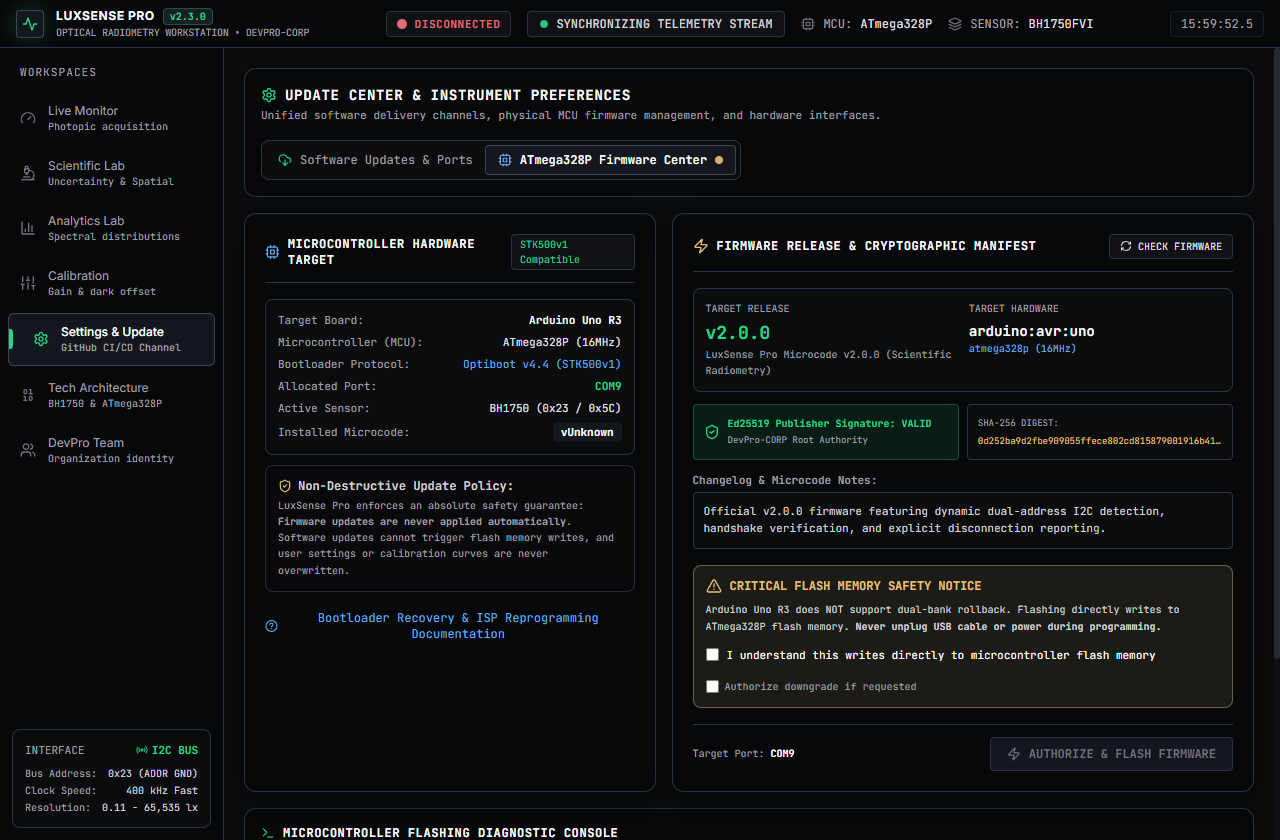 LUXSENSE PRO v2.3.0
OPTICAL RADIOMETRY WORKSTATION • DEVPRO-CORP
DISCONNECTED
SYNCHRONIZING TELEMETRY STREAM
MCU: ATmega328P
SENSOR: BH1750FVI
15:59:52.5
WORKSPACES
Live Monitor
Photopic acquisition
Scientific Lab
Uncertainty & Spatial
Analytics Lab
Spectral distributions
Calibration
Gain & dark offset
Settings & Update
GitHub CI/CD Channel
Tech Architecture
BH1750 & ATmega328P
DevPro Team
Organization identity
INTERFACE I2C BUS
Bus Address: 0x23 (ADDR GND)
Clock Speed: 400 kHz Fast
Resolution: 0.11 - 65,535 lx
UPDATE CENTER & INSTRUMENT PREFERENCES
Unified software delivery channels, physical MCU firmware management, and hardware interfaces.
Software Updates & Ports
ATmega328P Firmware Center
MICROCONTROLLER HARDWARE
TARGET
STK500v1
Compatible
Target Board: Arduino Uno R3
Microcontroller (MCU): ATmega328P (16MHz)
Bootloader Protocol: Optiboot v4.4 (STK500v1)
Allocated Port: COM9
Active Sensor: BH1750 (0x23 / 0x5C)
Installed Microcode: vUnknown
Non-Destructive Update Policy:
LuxSense Pro enforces an absolute safety guarantee:
Firmware updates are never applied automatically.
Software updates cannot trigger flash memory writes, and
user settings or calibration curves are never
overwritten.
Bootloader Recovery & ISP Reprogramming
Documentation
FIRMWARE RELEASE & CRYPTOGRAPHIC MANIFEST
CHECK FIRMWARE
TARGET RELEASE
v2.0.0
LuxSense Pro Microcode v2.0.0 (Scientific
Radiometry)
TARGET HARDWARE
arduino:avr:uno
atmega328p (16MHz)
Ed25519 Publisher Signature: VALID
DevPro-CORP Root Authority
SHA-256 DIGEST:
0d252ba9d2fbe909055ffece802cd815879001916b41…
Changelog & Microcode Notes:
Official v2.0.0 firmware featuring dynamic dual-address I2C detection,
handshake verification, and explicit disconnection reporting.
CRITICAL FLASH MEMORY SAFETY NOTICE
Arduino Uno R3 does NOT support dual-bank rollback. Flashing directly writes to
ATmega328P flash memory. Never unplug USB cable or power during programming.
I understand this writes directly to microcontroller flash memory
Authorize downgrade if requested
Target Port: COM9
AUTHORIZE & FLASH FIRMWARE
MICROCONTROLLER FLASHING DIAGNOSTIC CONSOLE